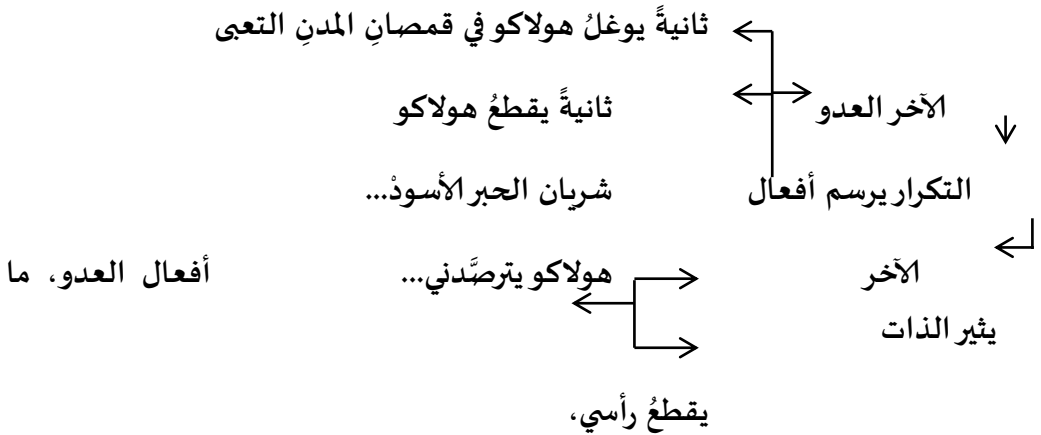 ثانيةً يوغلُ هولاكو في قمصانِ المدنِ التعبى
الآخر العدو ثانيةً يقطعُ هولاكو
التكرار يرسم أفعال شريان الحبر الأسودْ...
الآخر هولاكو يترصَّدني... أفعال العدو، ما
يثير الذات
يقطعُ رأسي،